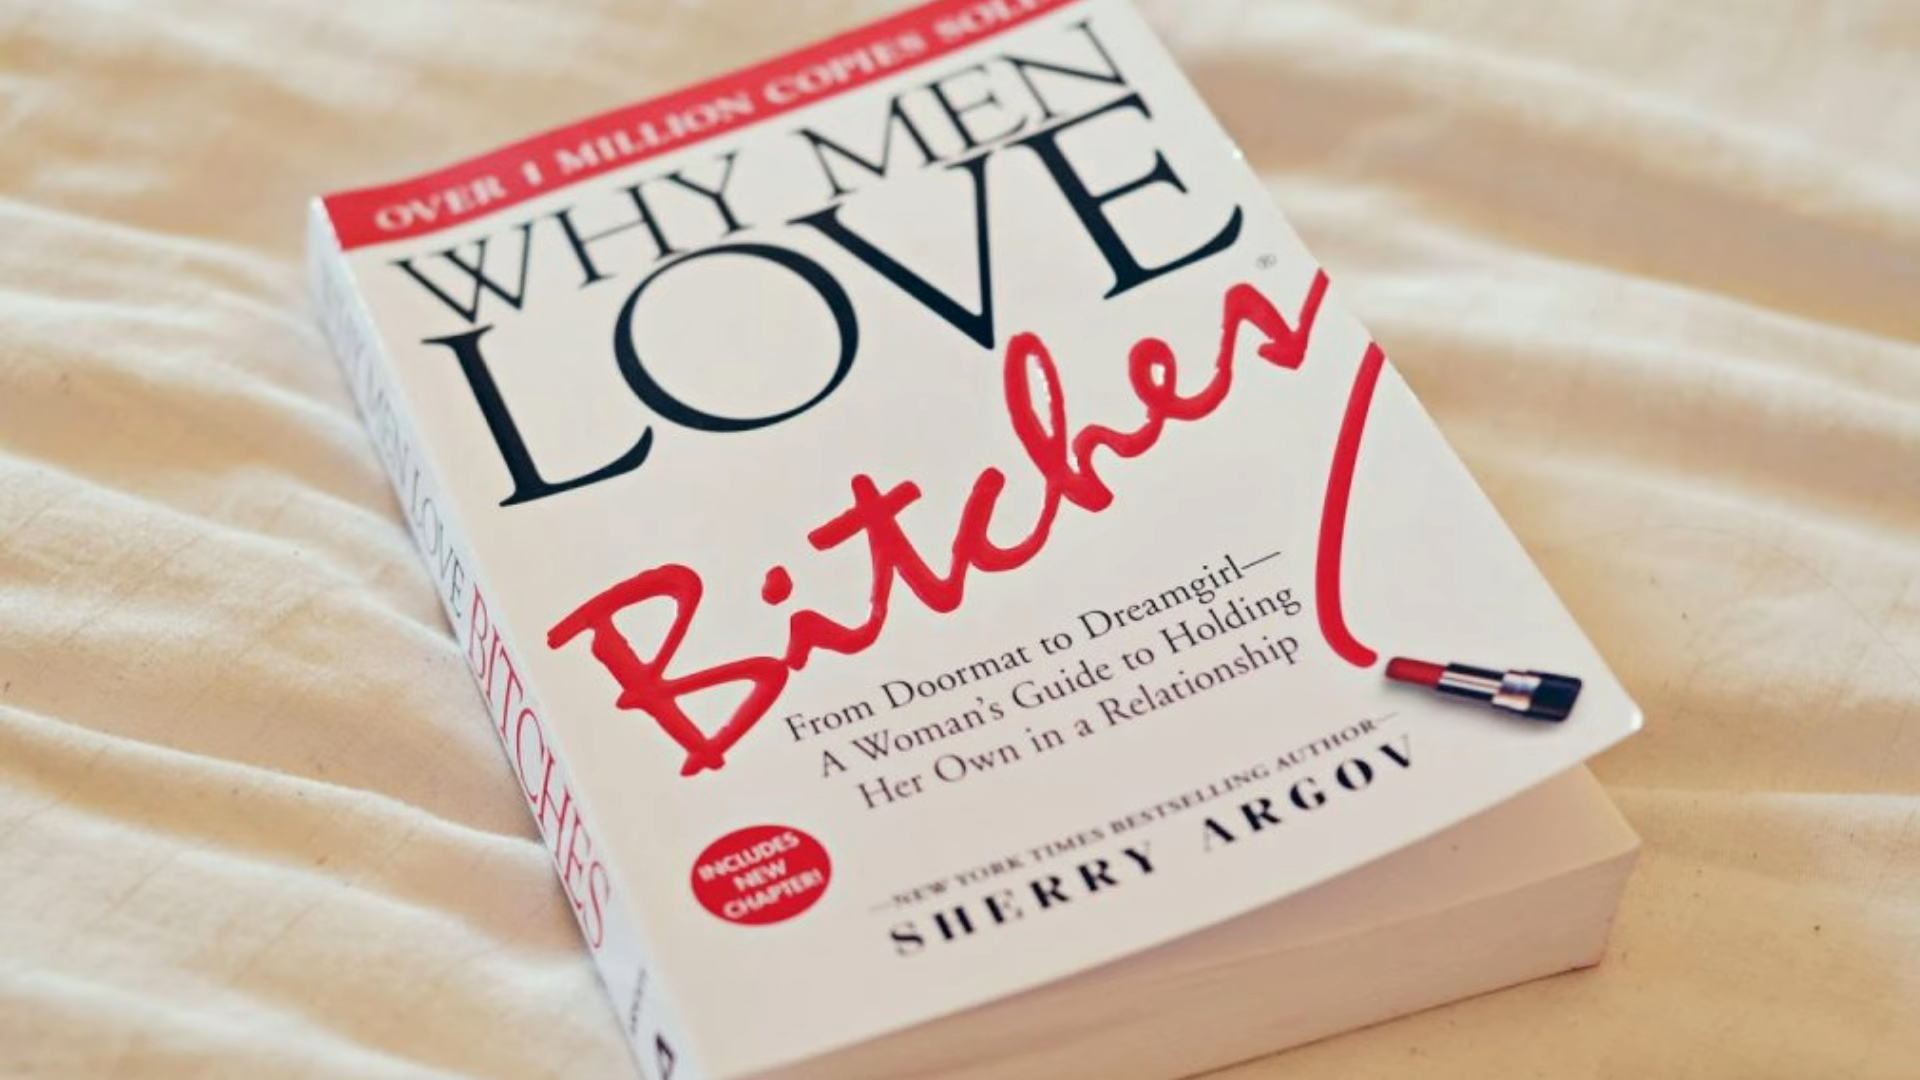 OVER 1 MILLION COPIES SOLD
WHY MEN
LOVE
Bitches®
From Doormat to Dreamgirl—
A Woman's Guide to Holding
Her Own in a Relationship
—NEW YORK TIMES BESTSELLING AUTHOR—
SHERRY ARGOV
INCLUDES
NEW
CHAPTER!
MEN LOVE BITCHES